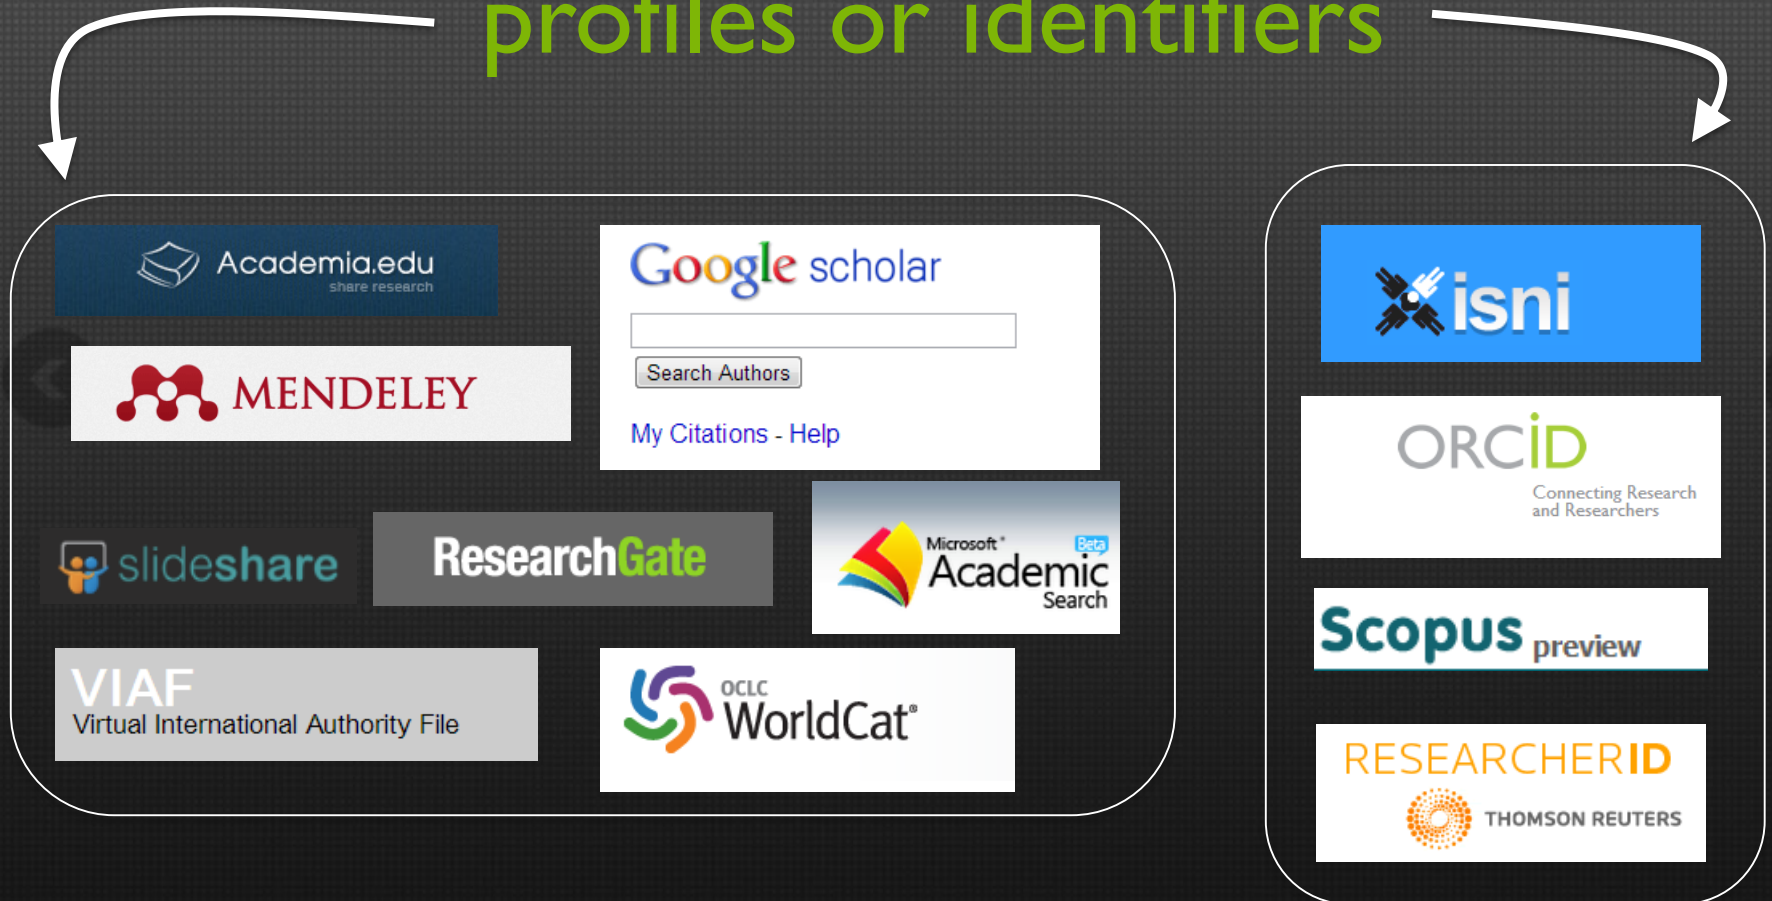 profiles or identifiers
Academia.edu
share research
MENDELEY
Google scholar
Search Authors
My Citations - Help
slideshare
ResearchGate
Microsoft®
Academic
Beta
Search
VIAF
Virtual International Authority File
OCLC
WorldCat®
isni
ORCiD
Connecting Research
and Researchers
Scopus preview
RESEARCHERID
THOMSON REUTERS